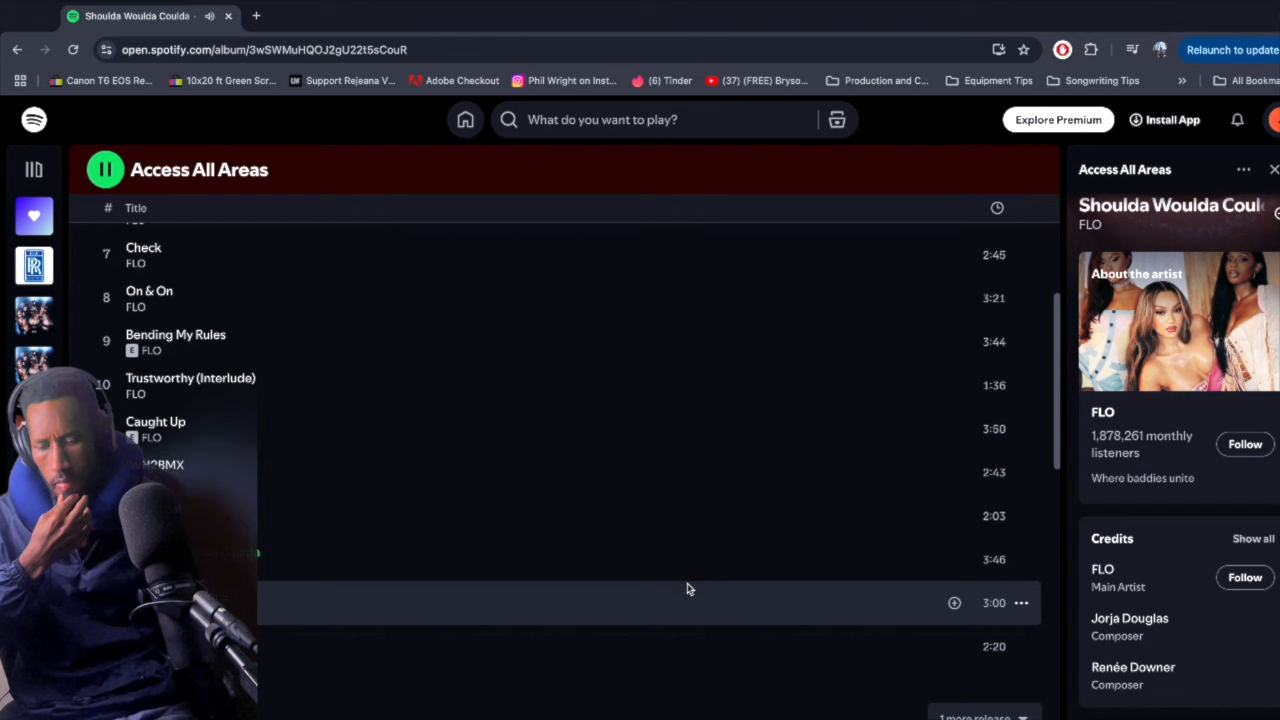 Shoulda Woulda Coulda
open.spotify.com/album/3wSWMuHQOJ2gU22t5sCouR
Relaunch to update
Canon T6 EOS Re...
10x20 ft Green Scr...
Support Rejeana V...
Adobe Checkout
Phil Wright on Inst...
(6) Tinder
(37) (FREE) Bryso...
Production and C...
Equipment Tips
Songwriting Tips
All Bookma
What do you want to play?
Explore Premium
Install App
Access All Areas
# Title
7 Check 2:45
FLO
8 On & On 3:21
FLO
9 Bending My Rules 3:44
E FLO
10 Trustworthy (Interlude) 1:36
FLO
Caught Up 3:50
E FLO
2:43
2:03
3:46
3:00
2:20
1 more release
Access All Areas
Shoulda Woulda Coul
FLO
About the artist
FLO
1,878,261 monthly
listeners
Follow
Where baddies unite
Credits Show all
FLO
Main Artist
Follow
Jorja Douglas
Composer
Renée Downer
Composer